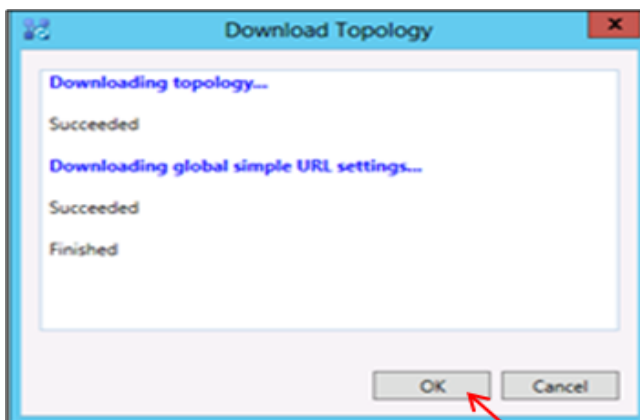 Download Topology
x
Downloading topology...
Succeeded
Downloading global simple URL settings...
Succeeded
Finished
OK
Cancel